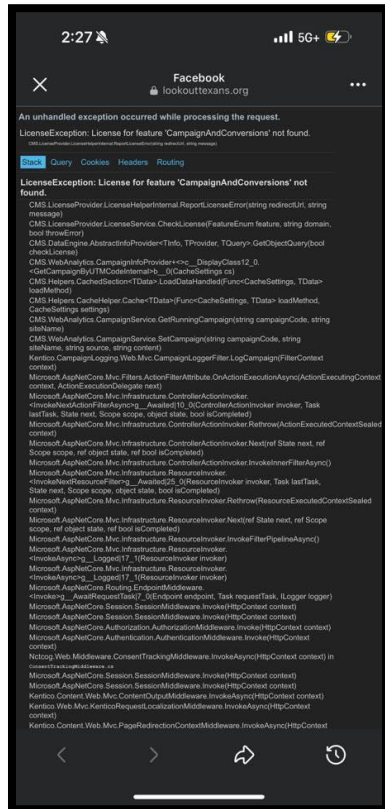 2:27
5G+
Facebook
lookouttexans.org
An unhandled exception occurred while processing the request.
LicenseException: License for feature 'CampaignAndConversions' not found.
CMS.LicenseProvider.LicenseHelperInternal.ReportLicenseError(string redirectUrl, string message)
Stack Query Cookies Headers Routing
LicenseException: License for feature 'CampaignAndConversions' not
found.
CMS.LicenseProvider.LicenseHelperInternal.ReportLicenseError(string redirectUrl, string
message)
CMS.LicenseProvider.LicenseService.CheckLicense(FeatureEnum feature, string domain,
bool throwError)
CMS.DataEngine.AbstractInfoProvider<TInfo, TProvider, TQuery>.GetObjectQuery(bool
checkLicense)
CMS.WebAnalytics.CampaignInfoProvider+<>c__DisplayClass12_0.
<GetCampaignByUTMCodeInternal>b__0(CacheSettings cs)
CMS.Helpers.CachedSection<TData>.LoadDataHandled(Func<CacheSettings, TData>
loadMethod)
CMS.Helpers.CacheHelper.Cache<TData>(Func<CacheSettings, TData> loadMethod,
CacheSettings settings)
CMS.WebAnalytics.CampaignService.GetRunningCampaign(string campaignCode, string
siteName)
CMS.WebAnalytics.CampaignService.SetCampaign(string campaignCode, string
siteName, string source, string content)
Kentico.CampaignLogging.Web.Mvc.CampaignLoggerFilter.LogCampaign(FilterContext
context)
Microsoft.AspNetCore.Mvc.Filters.ActionFilterAttribute.OnActionExecutionAsync(ActionExecutingContext
context, ActionExecutionDelegate next)
Microsoft.AspNetCore.Mvc.Infrastructure.ControllerActionInvoker.
<InvokeNextActionFilterAsync>g__Awaited|10_0(ControllerActionInvoker invoker, Task
lastTask, State next, Scope scope, object state, bool isCompleted)
Microsoft.AspNetCore.Mvc.Infrastructure.ControllerActionInvoker.Rethrow(ActionExecutedContextSealed
context)
Microsoft.AspNetCore.Mvc.Infrastructure.ControllerActionInvoker.Next(ref State next, ref
Scope scope, ref object state, ref bool isCompleted)
Microsoft.AspNetCore.Mvc.Infrastructure.ControllerActionInvoker.InvokeInnerFilterAsync()
Microsoft.AspNetCore.Mvc.Infrastructure.ResourceInvoker.
<InvokeNextResourceFilter>g__Awaited|25_0(ResourceInvoker invoker, Task lastTask,
State next, Scope scope, object state, bool isCompleted)
Microsoft.AspNetCore.Mvc.Infrastructure.ResourceInvoker.Rethrow(ResourceExecutedContextSealed
context)
Microsoft.AspNetCore.Mvc.Infrastructure.ResourceInvoker.Next(ref State next, ref Scope
scope, ref object state, ref bool isCompleted)
Microsoft.AspNetCore.Mvc.Infrastructure.ResourceInvoker.InvokeFilterPipelineAsync()
Microsoft.AspNetCore.Mvc.Infrastructure.ResourceInvoker.
<InvokeAsync>g__Logged|17_1(ResourceInvoker invoker)
Microsoft.AspNetCore.Mvc.Infrastructure.ResourceInvoker.
<InvokeAsync>g__Logged|17_1(ResourceInvoker invoker)
Microsoft.AspNetCore.Routing.EndpointMiddleware.
<Invoke>g__AwaitRequestTask|7_0(Endpoint endpoint, Task requestTask, ILogger logger)
Microsoft.AspNetCore.Session.SessionMiddleware.Invoke(HttpContext context)
Microsoft.AspNetCore.Session.SessionMiddleware.Invoke(HttpContext context)
Microsoft.AspNetCore.Authorization.AuthorizationMiddleware.Invoke(HttpContext context)
Microsoft.AspNetCore.Authentication.AuthenticationMiddleware.Invoke(HttpContext
context)
Nctcog.Web.Middleware.ConsentTrackingMiddleware.InvokeAsync(HttpContext context) in
ConsentTrackingMiddleware.cs
Microsoft.AspNetCore.Session.SessionMiddleware.Invoke(HttpContext context)
Microsoft.AspNetCore.Session.SessionMiddleware.Invoke(HttpContext context)
Kentico.Content.Web.Mvc.ContentOutputMiddleware.InvokeAsync(HttpContext context)
Kentico.Web.Mvc.KenticoRequestLocalizationMiddleware.InvokeAsync(HttpContext
context)
Kentico.Content.Web.Mvc.PageRedirectionContextMiddleware.InvokeAsync(HttpContext